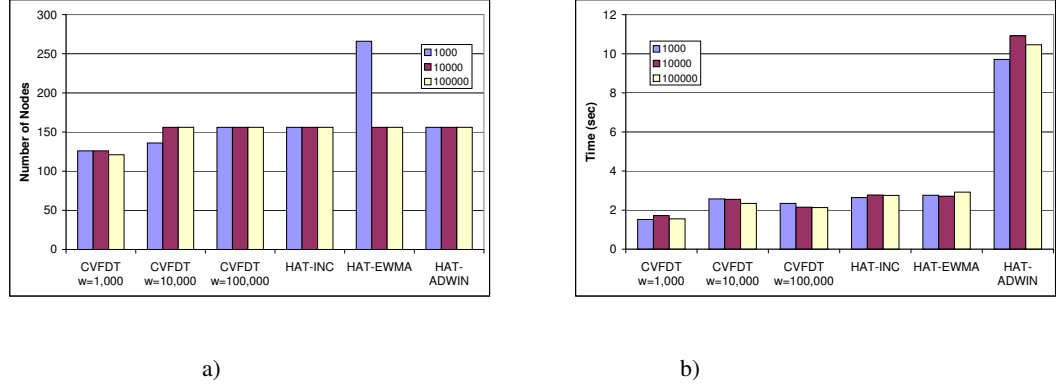 300
250
200
150
100
50
0
Number of Nodes
1000
10000
100000
CVFDT w=1,000
CVFDT w=10,000
CVFDT w=100,000
HAT-INC
HAT-EWMA
HAT-ADWIN
a)
12
10
8
6
4
2
0
Time (sec)
1000
10000
100000
CVFDT w=1,000
CVFDT w=10,000
CVFDT w=100,000
HAT-INC
HAT-EWMA
HAT-ADWIN
b)